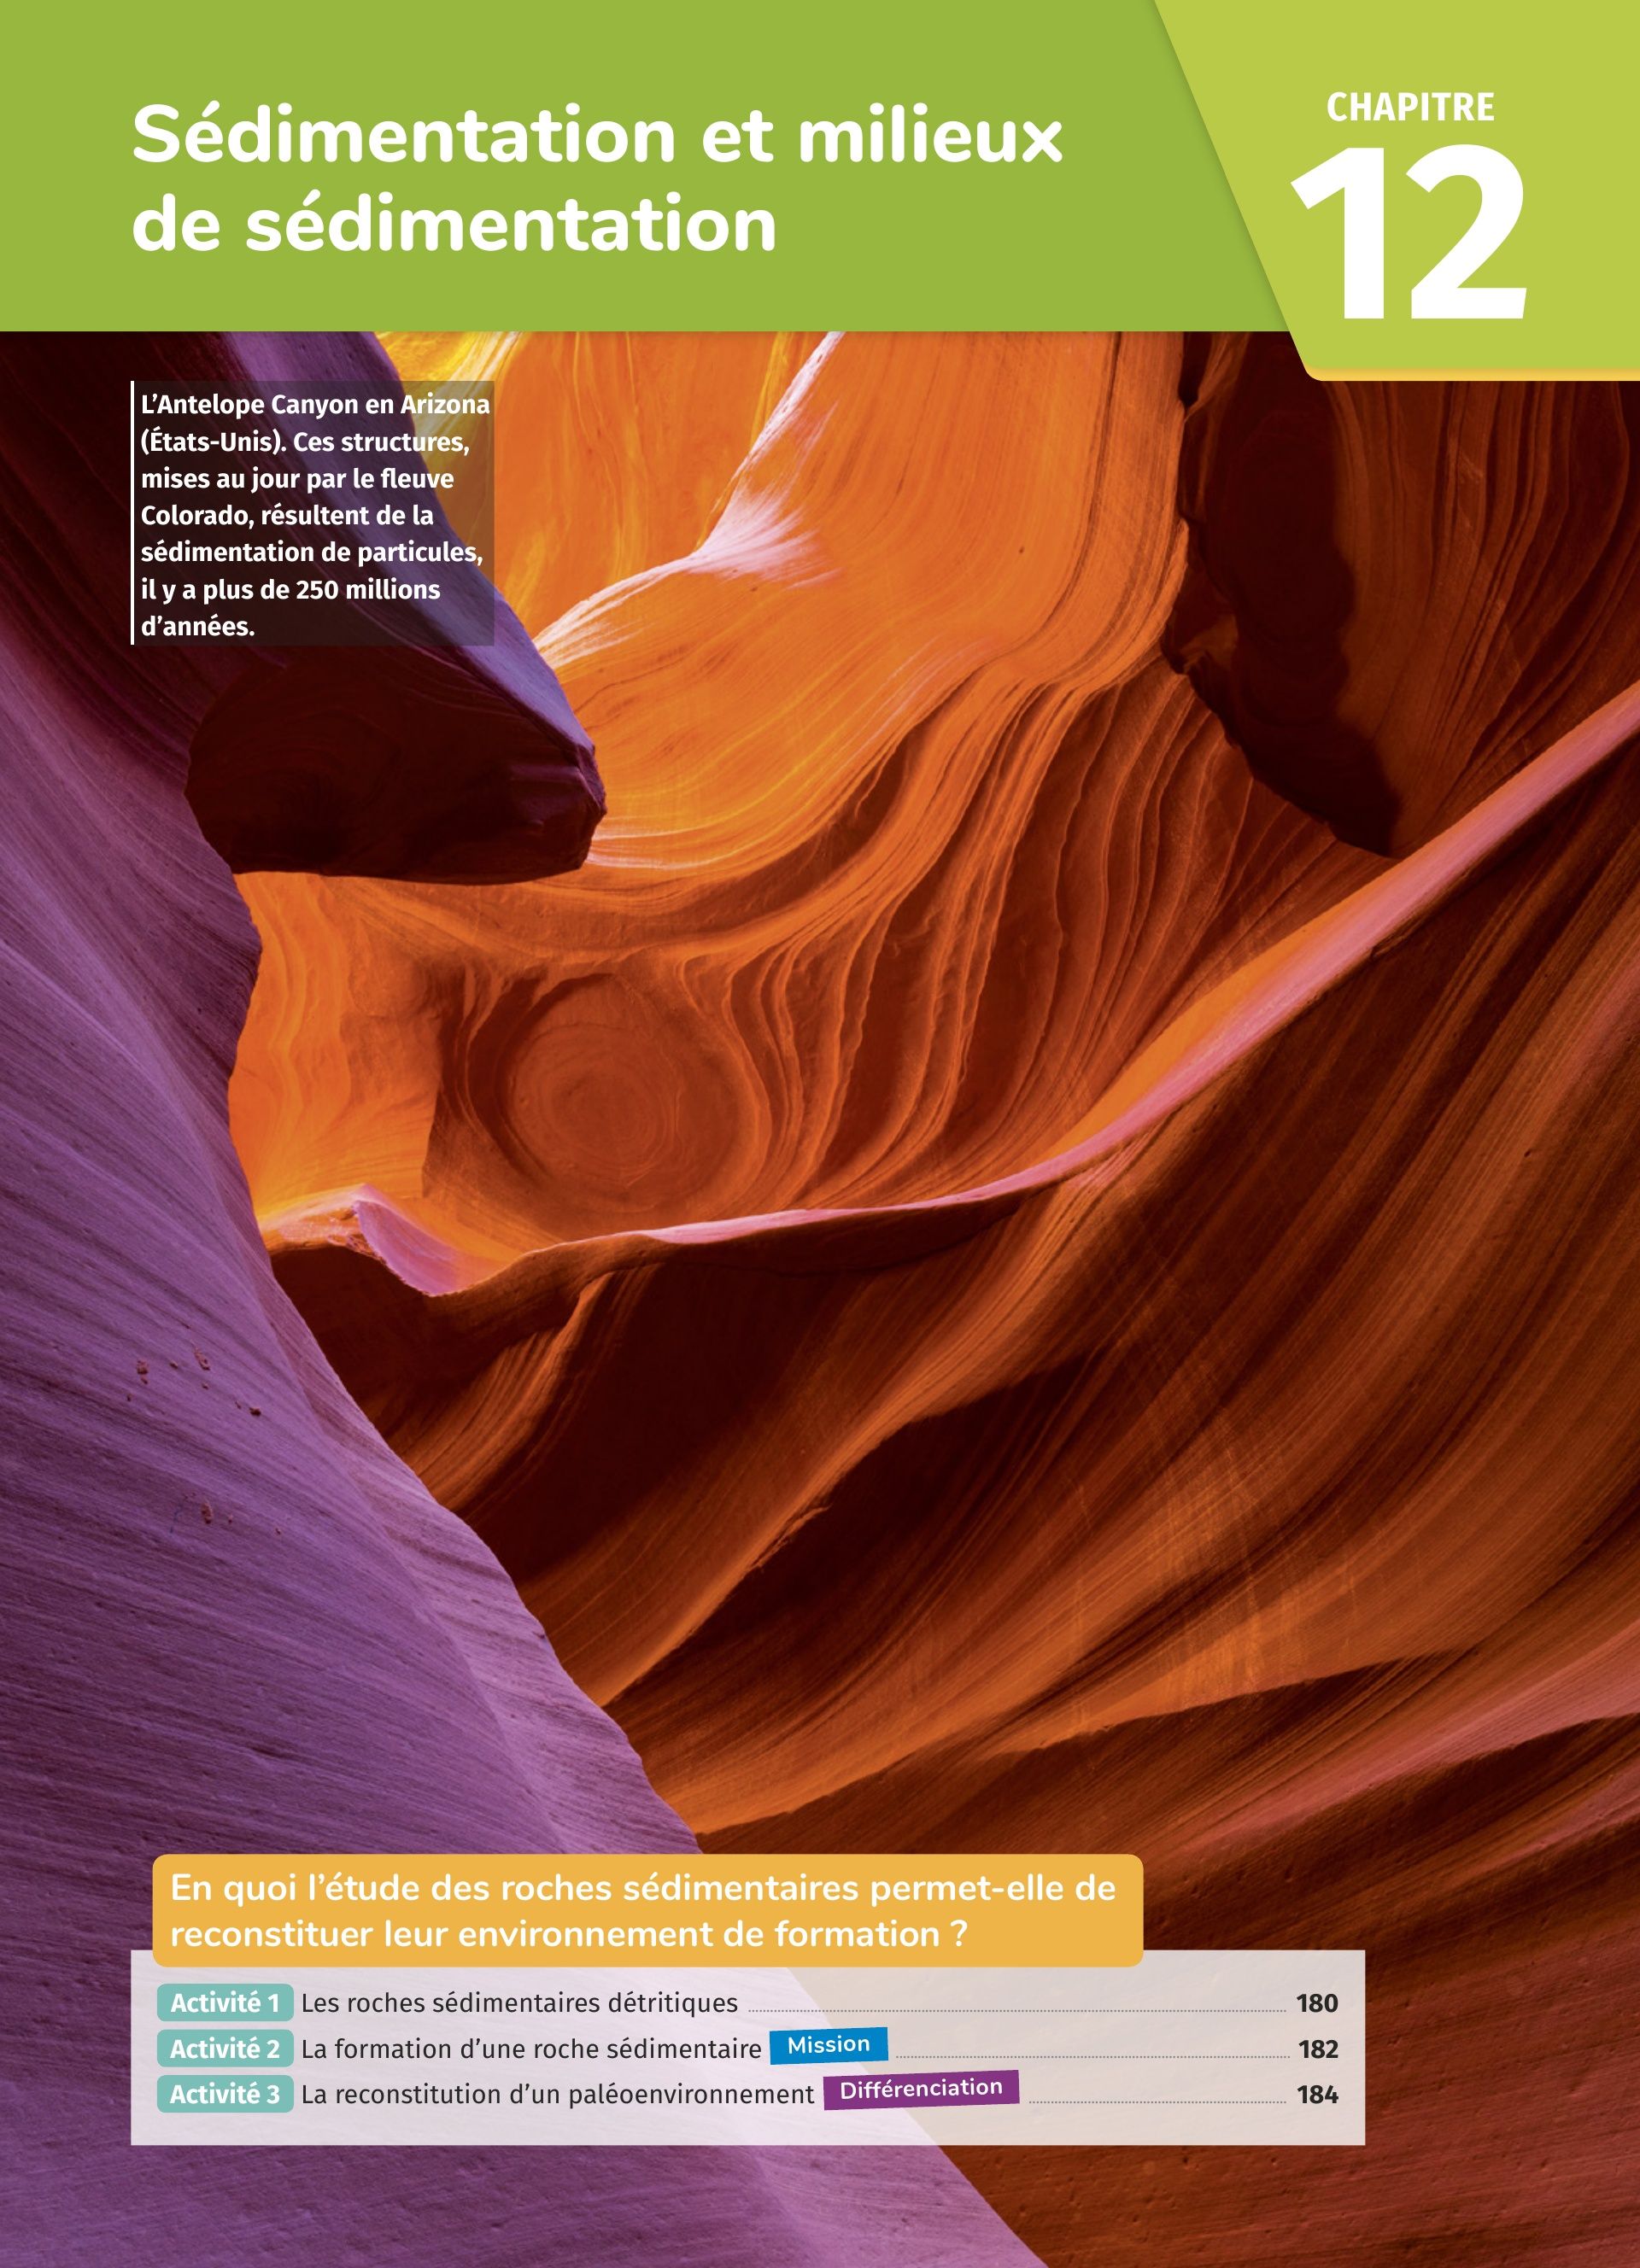 Sédimentation et milieux
de sédimentation
CHAPITRE
12
L’Antelope Canyon en Arizona
(États-Unis). Ces structures,
mises au jour par le fleuve
Colorado, résultent de la
sédimentation de particules,
il y a plus de 250 millions
d’années.
En quoi l’étude des roches sédimentaires permet-elle de
reconstituer leur environnement de formation ?
Activité 1 Les roches sédimentaires détritiques 180
Activité 2 La formation d’une roche sédimentaire Mission 182
Activité 3 La reconstitution d’un paléoenvironnement Différenciation 184